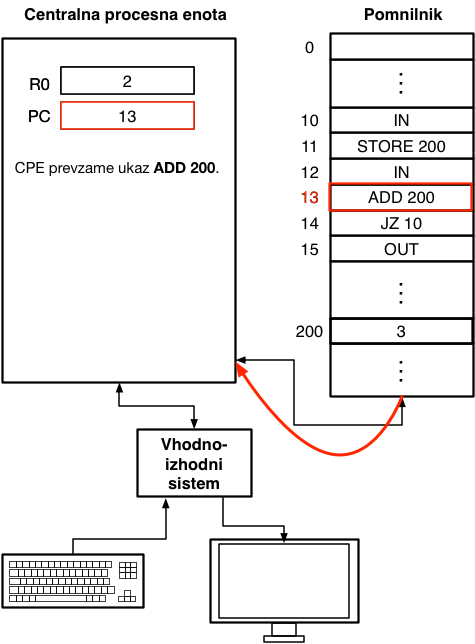 Centralna procesna enota
Pomnilnik
R0
2
PC
13
CPE prevzame ukaz ADD 200.
0
⋮
10
IN
11
STORE 200
12
IN
13
ADD 200
14
JZ 10
15
OUT
⋮
200
3
⋮
Vhodno-
izhodni
sistem